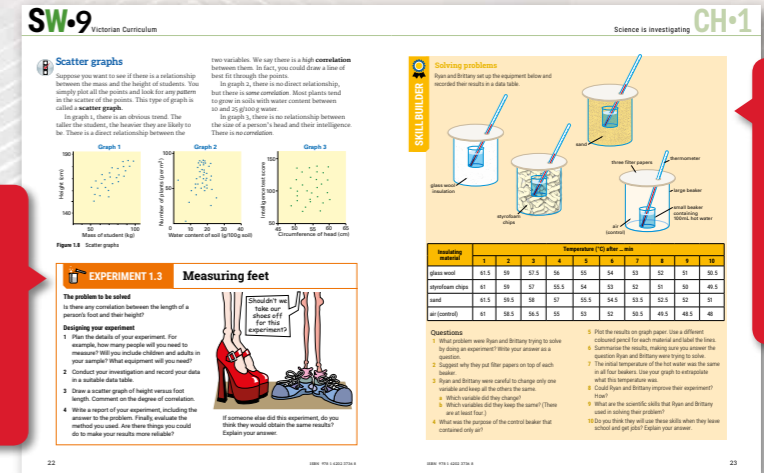 SW•9 Victorian Curriculum
Scatter graphs
Suppose you want to see if there is a relationship
between the mass and the height of students. You
simply plot all the points and look for any pattern
in the scatter of the points. This type of graph is
called a scatter graph.
In graph 1, there is an obvious trend. The
taller the student, the heavier they are likely to
be. There is a direct relationship between the
two variables. We say there is a high correlation
between them. In fact, you could draw a line of
best fit through the points.
In graph 2, there is no direct relationship,
but there is some correlation. Most plants tend
to grow in soils with water content between
10 and 25 g/100 g water.
In graph 3, there is no relationship between
the size of a person's head and their intelligence.
There is no correlation.
Graph 1
190
Height (cm)
140
50 100
Mass of student (kg)
Graph 2
100
Number of plants (per m²)
50
0 10 20 30 40
Water content of soil (g/100g soil)
Graph 3
150
Intelligence test score
100
50
45 50 55 60 65
Circumference of head (cm)
Figure 1.8 Scatter graphs
EXPERIMENT 1.3 Measuring feet
The problem to be solved
Is there any correlation between the length of a
person's foot and their height?
Designing your experiment
1 Plan the details of your experiment. For
example, how many people will you need to
measure? Will you include children and adults in
your sample? What equipment will you need?
2 Conduct your investigation and record your data
in a suitable data table.
3 Draw a scatter graph of height versus foot
length. Comment on the degree of correlation.
4 Write a report of your experiment, including the
answer to the problem. Finally, evaluate the
method you used. Are there things you could
do to make your results more reliable?
Shouldn't we
take our
shoes off
for this
experiment?
If someone else did this experiment, do you
think they would obtain the same results?
Explain your answer.
22
ISBN 978 1 4202 3736 8
Science is investigating CH•1
SKILLBUILDER
Solving problems
Ryan and Brittany set up the equipment below and
recorded their results in a data table.
sand
glass wool
insulation
styrofoam
chips
three filter papers
thermometer
large beaker
small beaker
containing
100mL hot water
air
(control)
Insulating material Temperature (°C) after ... min
1 2 3 4 5 6 7 8 9 10
glass wool 61.5 59 57.5 56 55 54 53 52 51 50.5
styrofoam chips 61 59 57 55.5 54 53 52 51 50 49.5
sand 61.5 59.5 58 57 55.5 54.5 53.5 52.5 52 51
air (control) 61 58.5 56.5 55 53 52 50.5 49.5 48.5 48
Questions
1 What problem were Ryan and Brittany trying to solve
by doing an experiment? Write your answer as a
question.
2 Suggest why they put filter papers on top of each
beaker.
3 Ryan and Brittany were careful to change only one
variable and keep all the others the same.
a Which variable did they change?
b Which variables did they keep the same? (There
are at least four.)
4 What was the purpose of the control beaker that
contained only air?
5 Plot the results on graph paper. Use a different
coloured pencil for each material and label the lines.
6 Summarise the results, making sure you answer the
question Ryan and Brittany were trying to solve.
7 The initial temperature of the hot water was the same
in all four beakers. Use your graph to extrapolate
what this temperature was.
8 Could Ryan and Brittany improve their experiment?
How?
9 What are the scientific skills that Ryan and Brittany
used in solving their problem?
10 Do you think they will use these skills when they leave
school and get jobs? Explain your answer.
ISBN 978 1 4202 3736 8
23